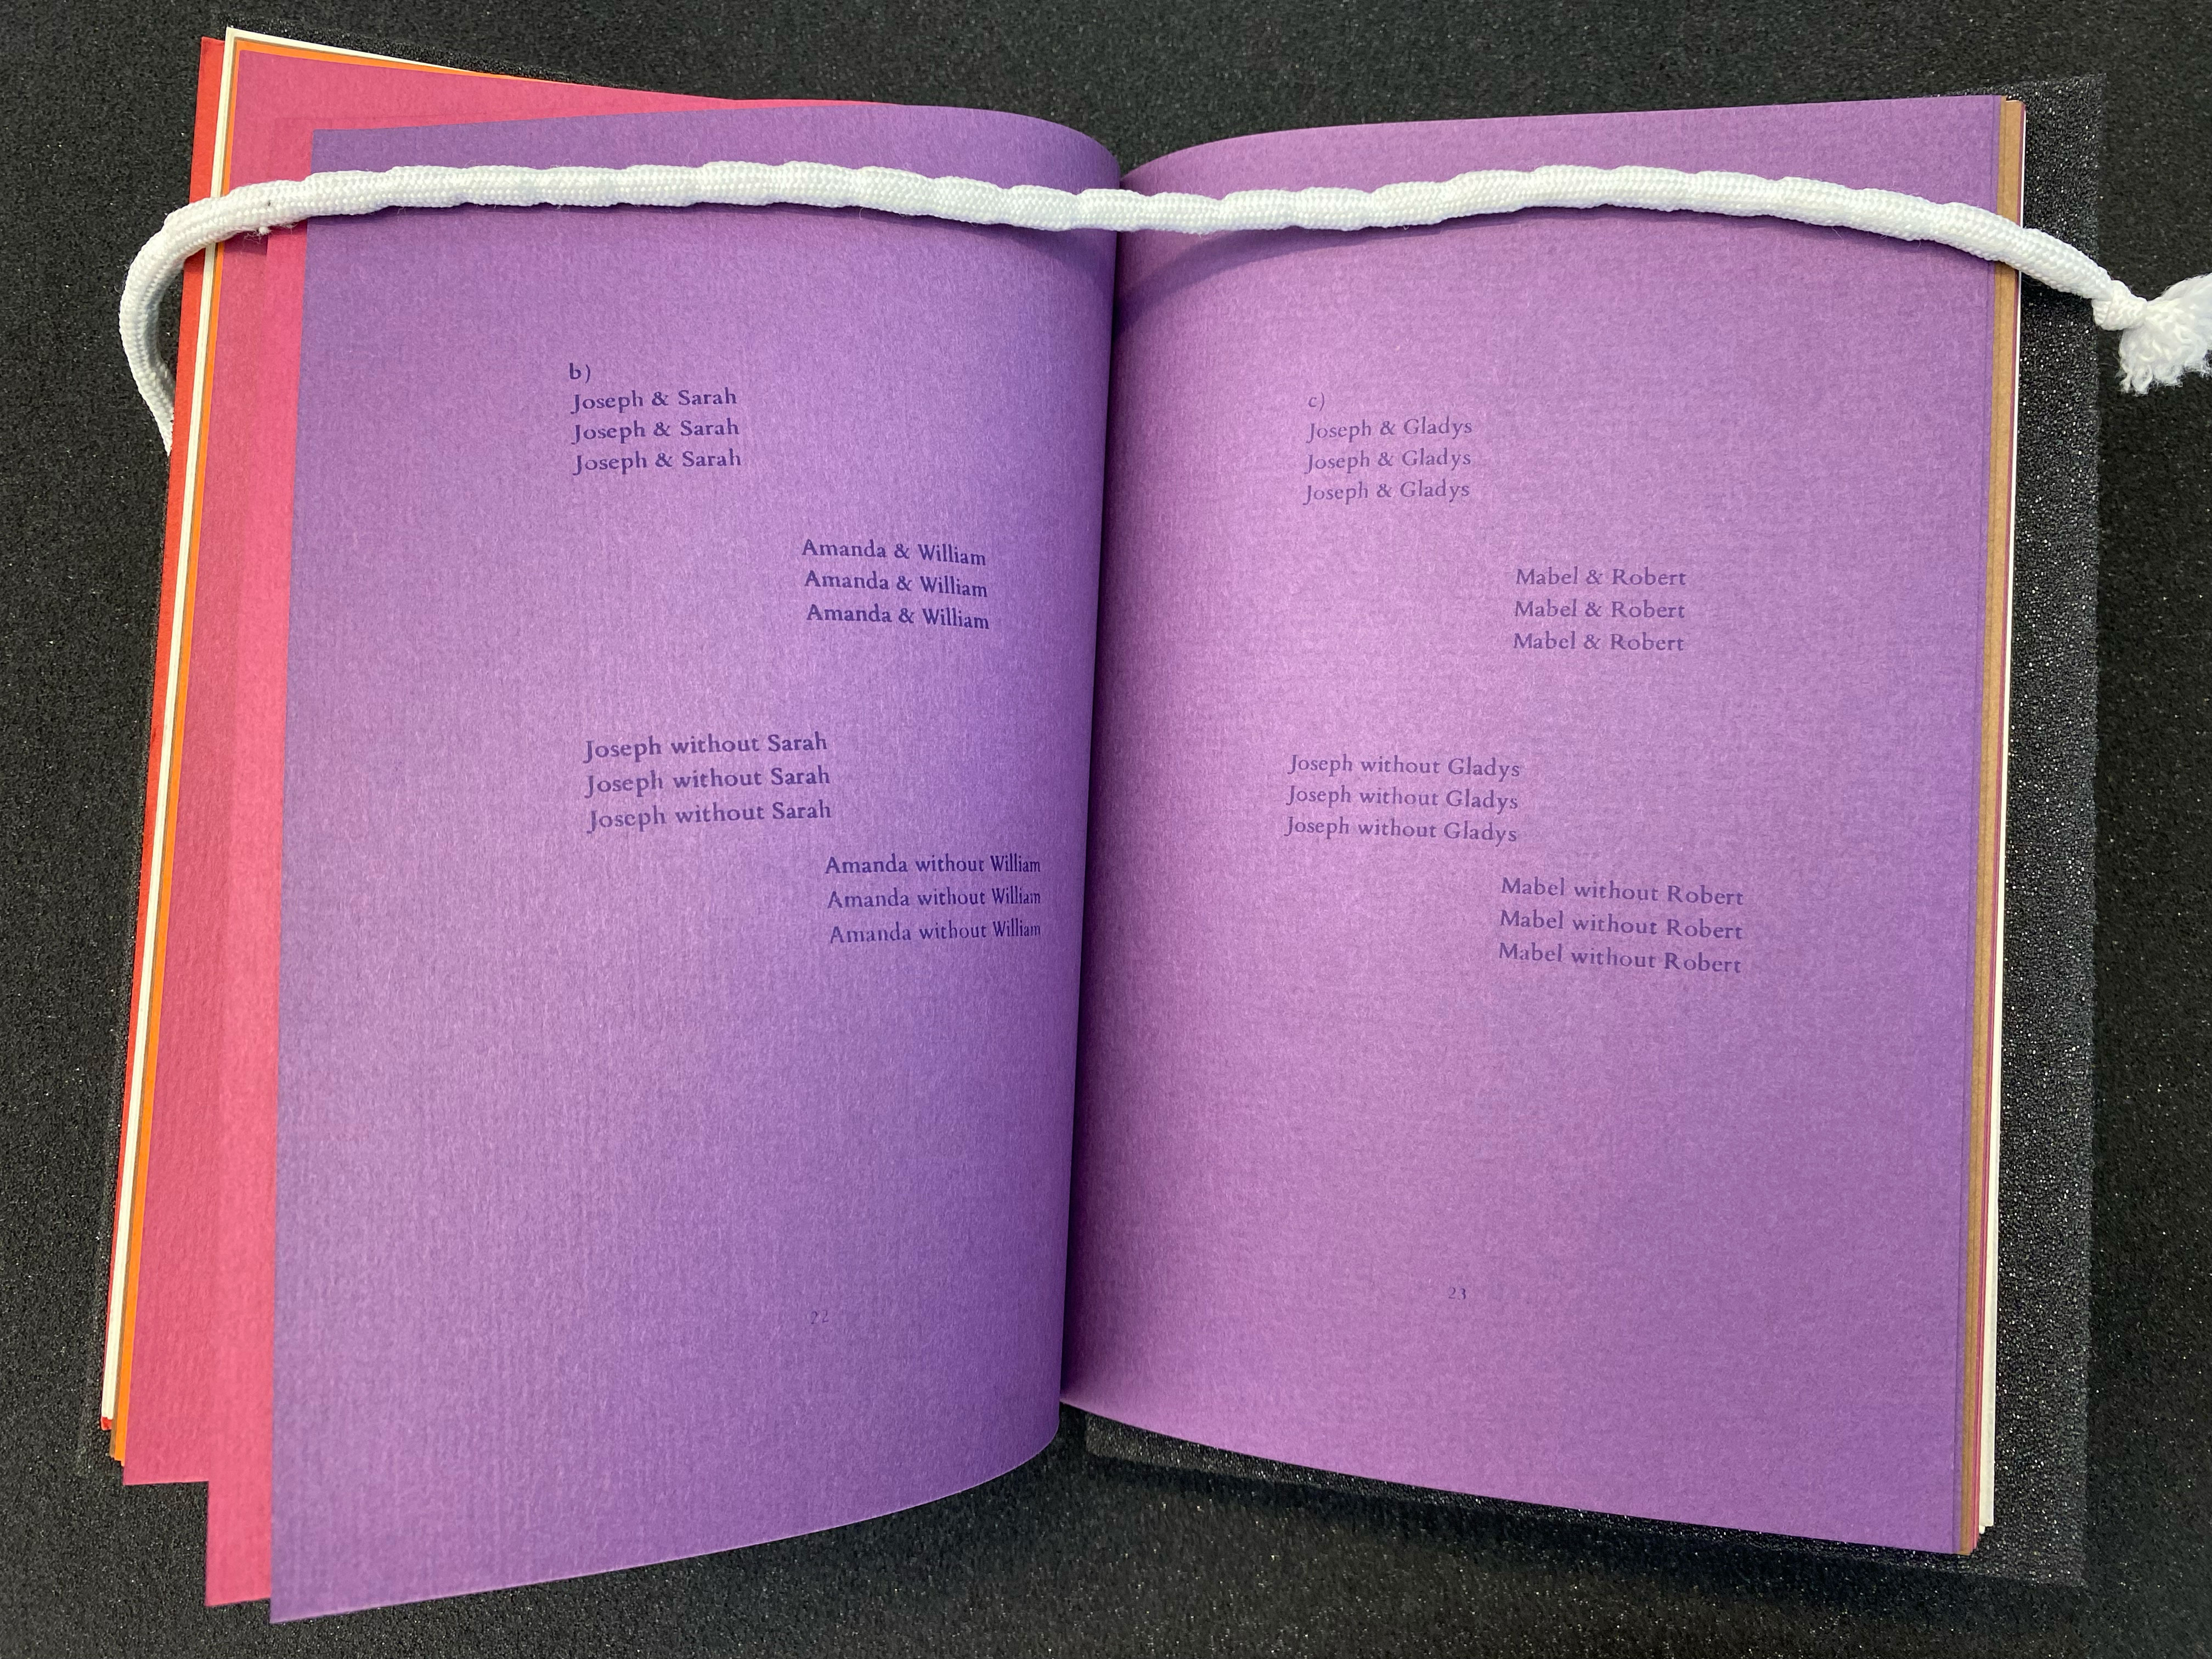 b)
Joseph & Sarah
Joseph & Sarah
Joseph & Sarah
Amanda & William
Amanda & William
Amanda & William
Joseph without Sarah
Joseph without Sarah
Joseph without Sarah
Amanda without William
Amanda without William
Amanda without William
22
c)
Joseph & Gladys
Joseph & Gladys
Joseph & Gladys
Mabel & Robert
Mabel & Robert
Mabel & Robert
Joseph without Gladys
Joseph without Gladys
Joseph without Gladys
Mabel without Robert
Mabel without Robert
Mabel without Robert
23